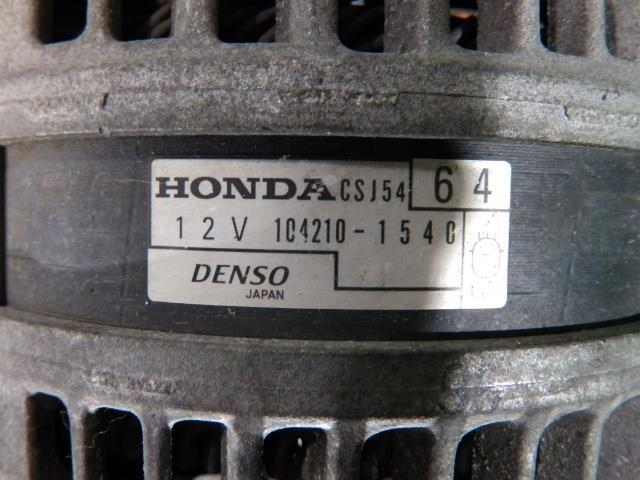 HONDA CSJ54 64
12V 104210-1540
DENSO
JAPAN